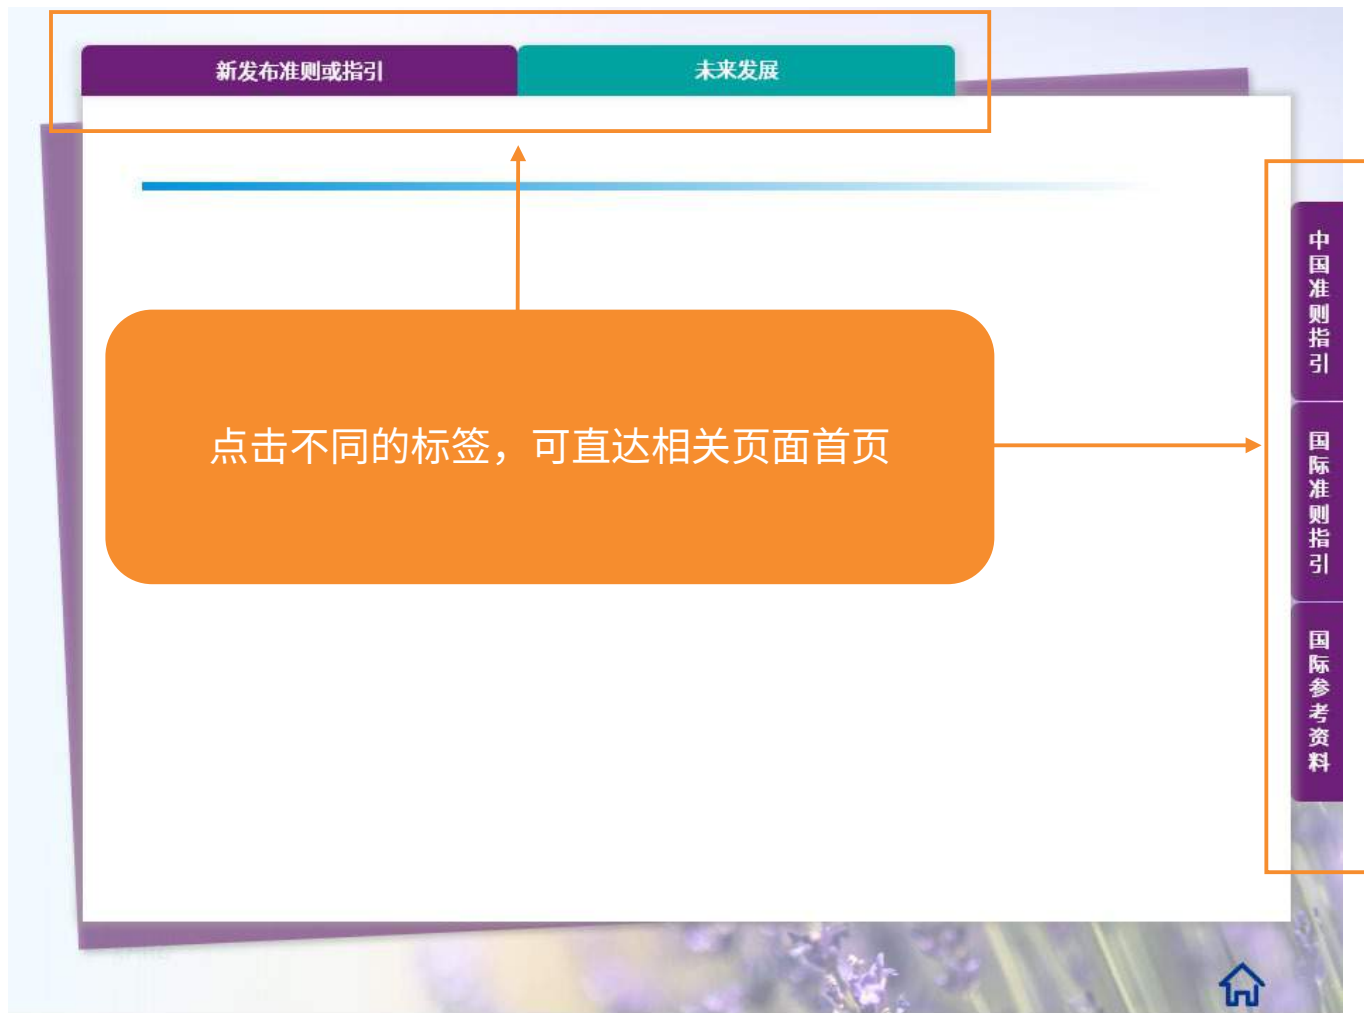 新发布准则或指引
未来发展
点击不同的标签，可直达相关页面首页
中国准则指引
国际准则指引
国际参考资料